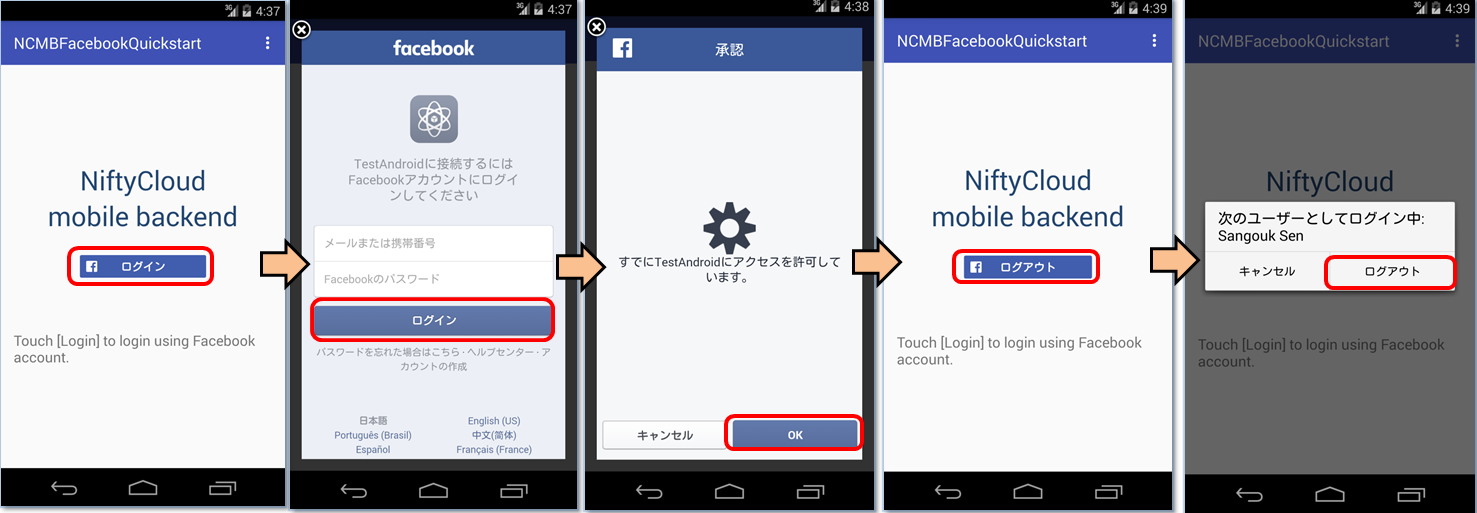 3G 4:37
NCMBFacebookQuickstart
NiftyCloud
mobile backend
ログイン
Touch [Login] to login using Facebook
account.
3G 4:37
facebook
TestAndroidに接続するには
Facebookアカウントにログイ
ンしてください
メールまたは携帯番号
Facebookのパスワード
ログイン
パスワードを忘れた場合はこちら · ヘルプセンター · ア
カウントの作成
日本語
English (US)
Português (Brasil)
中文(简体)
Español
Français (France)
3G 4:38
承認
すでにTestAndroidにアクセスを許可して
います。
キャンセル
OK
3G 4:39
NCMBFacebookQuickstart
NiftyCloud
mobile backend
ログアウト
Touch [Login] to login using Facebook
account.
3G 4:39
NCMBFacebookQuickstart
NiftyCloud
次のユーザーとしてログイン中:
Sangouk Sen
キャンセル
ログアウト
Touch [Login] to login using Facebook
account.